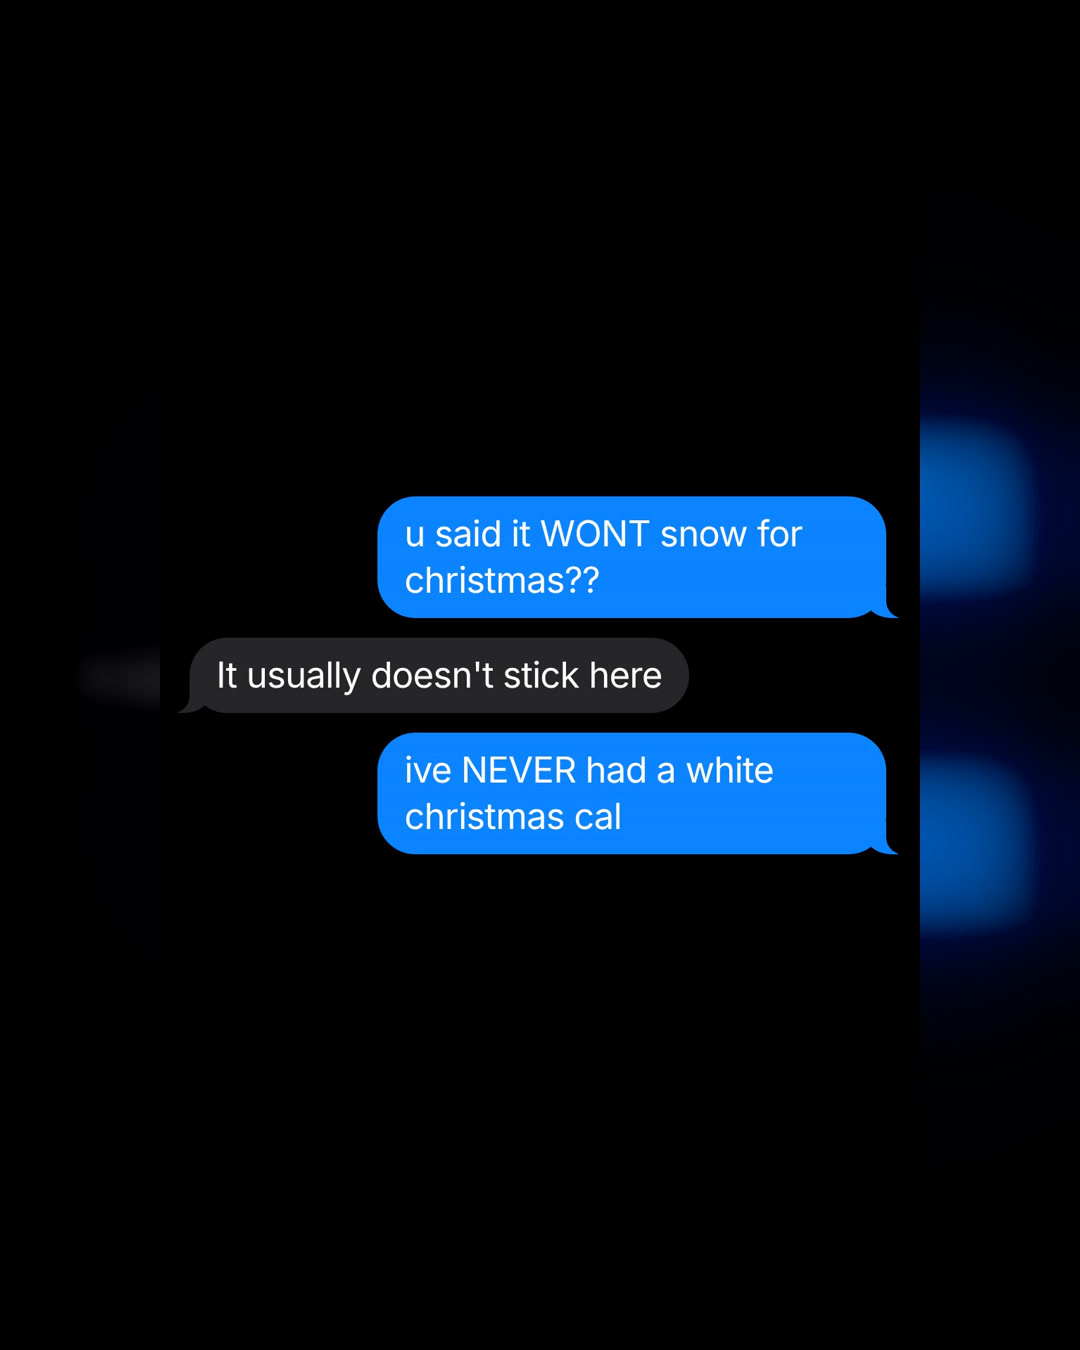 u said it WONT snow for
christmas??
It usually doesn't stick here
ive NEVER had a white
christmas cal